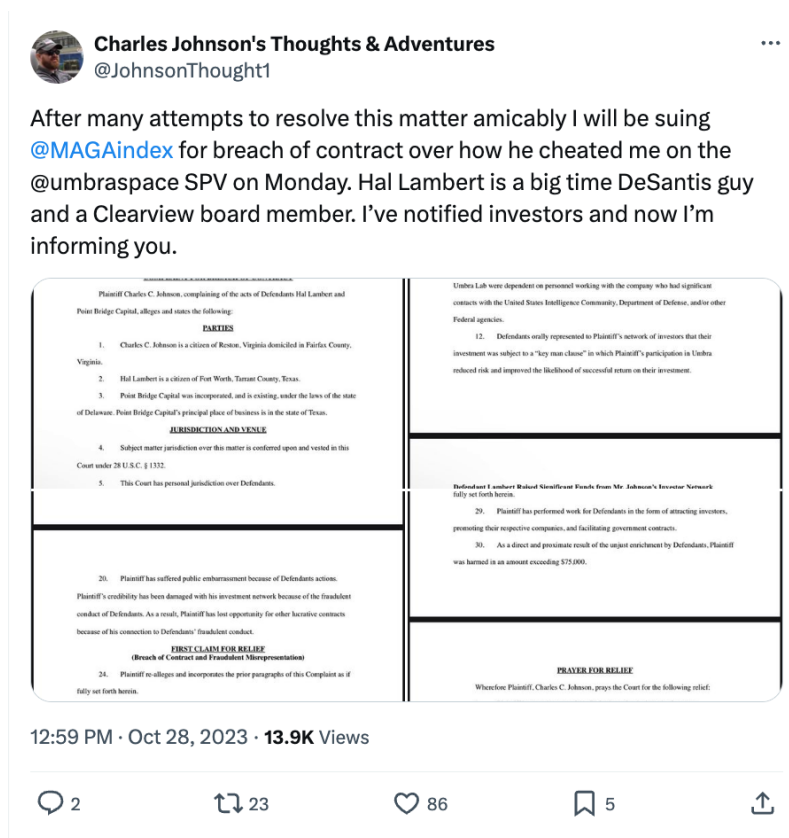 Charles Johnson's Thoughts & Adventures
@JohnsonThought1
After many attempts to resolve this matter amicably I will be suing
@MAGAindex for breach of contract over how he cheated me on the
@umbraspace SPV on Monday. Hal Lambert is a big time DeSantis guy
and a Clearview board member. I've notified investors and now I'm
informing you.
Plaintiff Charles C. Johnson, complaining of the acts of Defendants Hal Lambert and
Point Bridge Capital, alleges and states the following:
PARTIES
1. Charles C. Johnson is a citizen of Reston, Virginia domiciled in Fairfax County,
Virginia.
2. Hal Lambert is a citizen of Fort Worth, Tarrant County, Texas.
3. Point Bridge Capital was incorporated, and is existing, under the laws of the state
of Delaware. Point Bridge Capital's principal place of business is in the state of Texas.
JURISDICTION AND VENUE
4. Subject matter jurisdiction over this matter is conferred upon and vested in this
Court under 28 U.S.C. § 1332.
5. This Court has personal jurisdiction over Defendants.
Umbra Lab were dependent on personnel working with the company who had significant
contacts with the United States Intelligence Community, Department of Defense, and/or other
Federal agencies.
12. Defendants orally represented to Plaintiff's network of investors that their
investment was subject to a "key man clause" in which Plaintiff's participation in Umbra
reduced risk and improved the likelihood of successful return on their investment.
20. Plaintiff has suffered public embarrassment because of Defendants actions.
Plaintiff's credibility has been damaged with his investment network because of the fraudulent
conduct of Defendants. As a result, Plaintiff has lost opportunity for other lucrative contracts
because of his connection to Defendants' fraudulent conduct.
FIRST CLAIM FOR RELIEF
(Breach of Contract and Fraudulent Misrepresentation)
24. Plaintiff re-alleges and incorporates the prior paragraphs of this Complaint as if
fully set forth herein.
Defendant Lambert Raised Significant Funds from Mr. Johnson's Investor Network
fully set forth herein.
29. Plaintiff has performed work for Defendants in the form of attracting investors,
promoting their respective companies, and facilitating government contracts.
30. As a direct and proximate result of the unjust enrichment by Defendants, Plaintiff
was harmed in an amount exceeding $75,000.
PRAYER FOR RELIEF
Wherefore Plaintiff, Charles C. Johnson, prays the Court for the following relief:
12:59 PM · Oct 28, 2023 · 13.9K Views
2 23 86 5